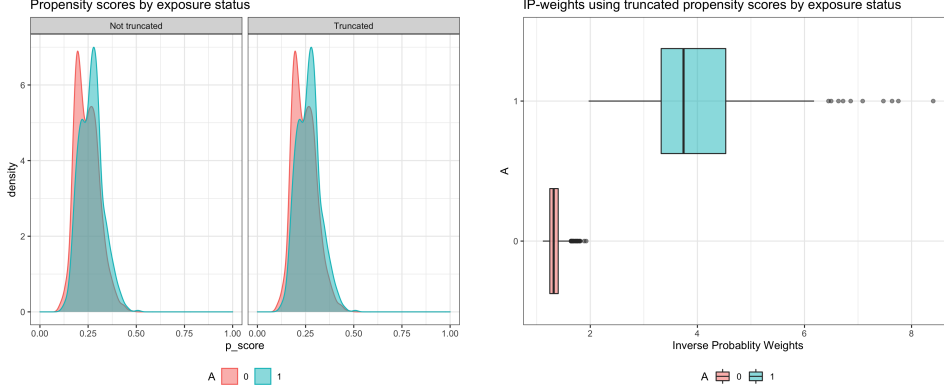 Propensity scores by exposure status
Not truncated
Truncated
density
6
4
2
0
0.00 0.25 0.50 0.75 1.00
0.00 0.25 0.50 0.75 1.00
p_score
A 0 1
IP-weights using truncated propensity scores by exposure status
A
1
0
2 4 6 8
Inverse Probablity Weights
A 0 1